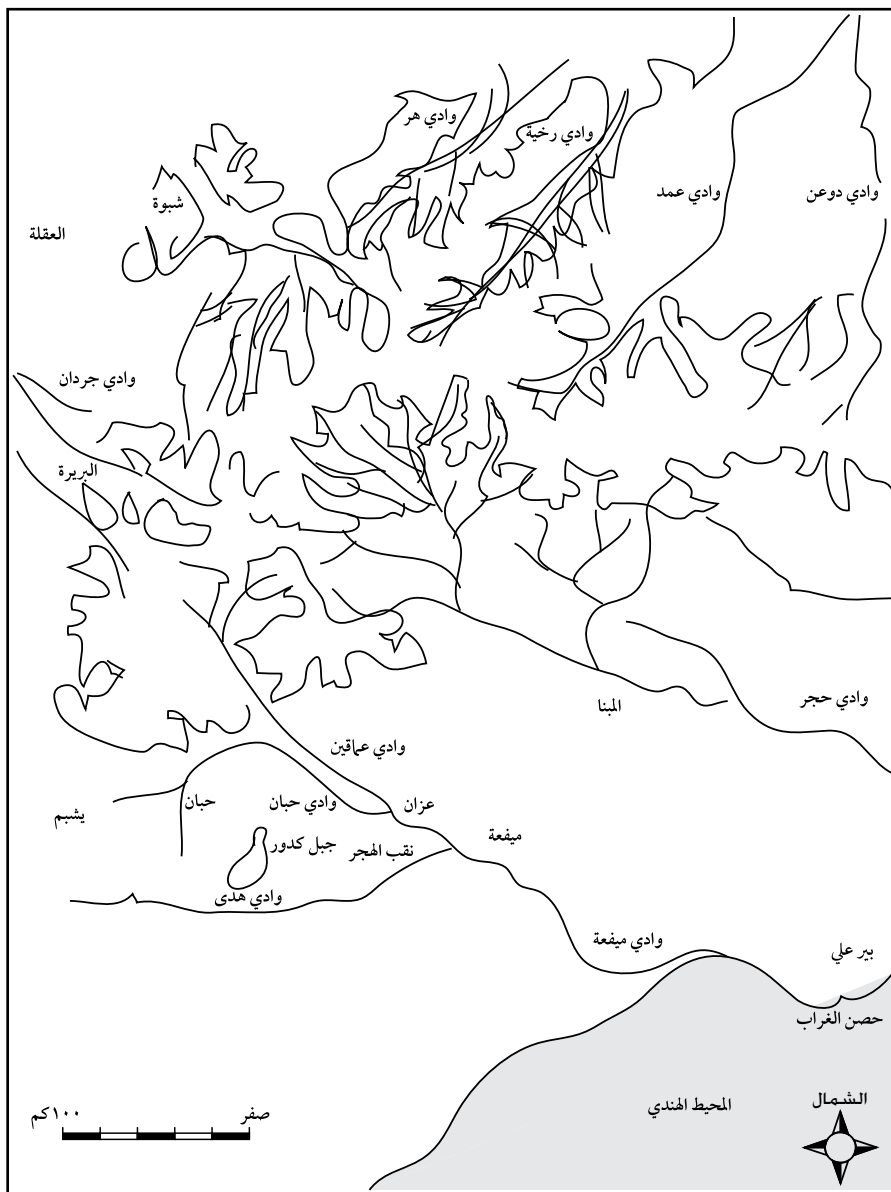 وادي هر
وادي رخية
وادي عمد
وادي دوعن
شبوة
العقلة
وادي جردان
البريرة
وادي حجر
المبنا
وادي عماقين
عزان
وادي حبان
حبان
يشبم
ميفعة
جبل كدور
نقب الهجر
وادي هدى
وادي ميفعة
بير علي
حصن الغراب
الشمال
المحيط الهندي
صفر
١٠٠كم